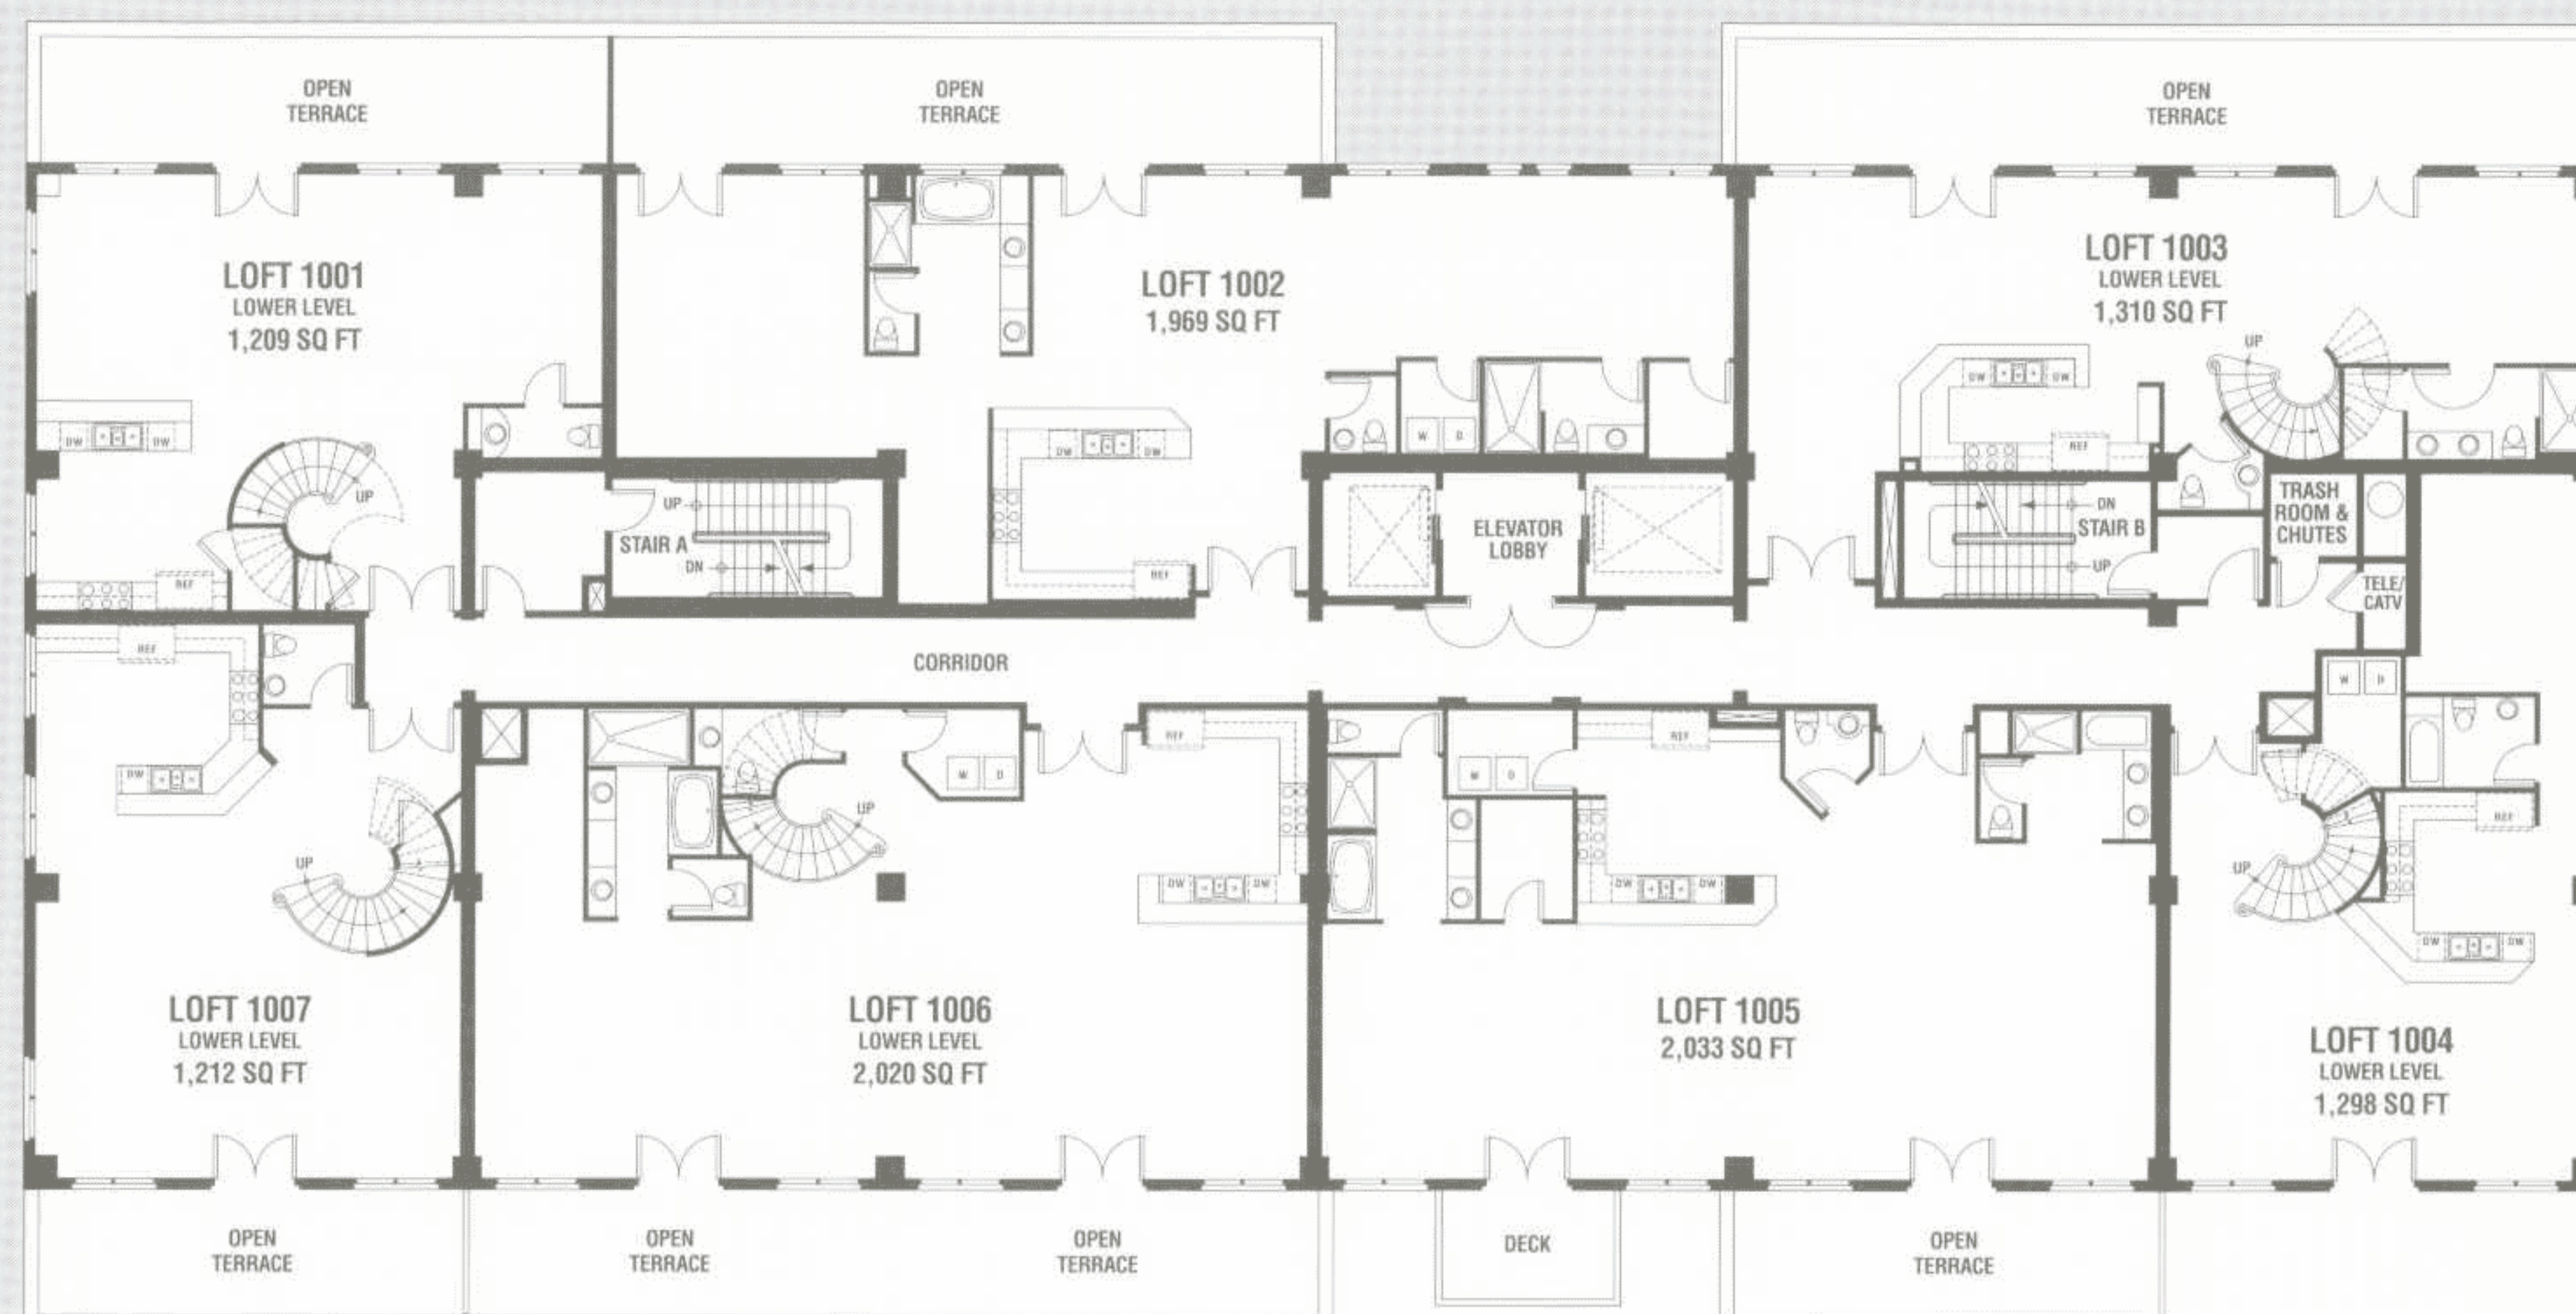 OPEN
TERRACE
OPEN
TERRACE
OPEN
TERRACE
LOFT 1001
LOWER LEVEL
1,209 SQ FT
LOFT 1002
1,969 SQ FT
LOFT 1003
LOWER LEVEL
1,310 SQ FT
UP
DW
DW
UP
REF
DW
DW
REF
W
D
UP
STAIR A
DN
ELEVATOR
LOBBY
DW
DW
REF
DN
STAIR B
UP
TRASH
ROOM &
CHUTES
TELE/
CATV
CORRIDOR
REF
DW
UP
W
D
UP
REF
DW
DW
W
D
REF
DW
DW
W
D
REF
UP
DW
DW
LOFT 1007
LOWER LEVEL
1,212 SQ FT
LOFT 1006
LOWER LEVEL
2,020 SQ FT
LOFT 1005
2,033 SQ FT
LOFT 1004
LOWER LEVEL
1,298 SQ FT
OPEN
TERRACE
OPEN
TERRACE
OPEN
TERRACE
DECK
OPEN
TERRACE